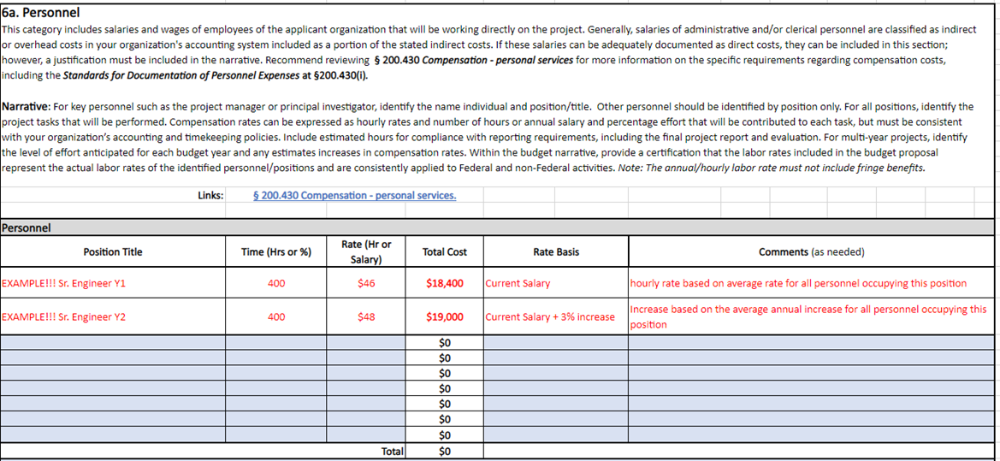 6a. Personnel
This category includes salaries and wages of employees of the applicant organization that will be working directly on the project. Generally, salaries of administrative and/or clerical personnel are classified as indirect
or overhead costs in your organization's accounting system included as a portion of the stated indirect costs. If these salaries can be adequately documented as direct costs, they can be included in this section;
however, a justification must be included in the narrative. Recommend reviewing § 200.430 Compensation - personal services for more information on the specific requirements regarding compensation costs,
including the Standards for Documentation of Personnel Expenses at §200.430(i).
Narrative: For key personnel such as the project manager or principal investigator, identify the name individual and position/title. Other personnel should be identified by position only. For all positions, identify the
project tasks that will be performed. Compensation rates can be expressed as hourly rates and number of hours or annual salary and percentage effort that will be contributed to each task, but must be consistent
with your organization's accounting and timekeeping policies. Include estimated hours for compliance with reporting requirements, including the final project report and evaluation. For multi-year projects, identify
the level of effort anticipated for each budget year and any estimates increases in compensation rates. Within the budget narrative, provide a certification that the labor rates included in the budget proposal
represent the actual labor rates of the identified personnel/positions and are consistently applied to Federal and non-Federal activities. Note: The annual/hourly labor rate must not include fringe benefits.
Links: § 200.430 Compensation - personal services.
Personnel
Position Title Time (Hrs or %) Rate (Hr or Salary) Total Cost Rate Basis Comments (as needed)
EXAMPLE!!! Sr. Engineer Y1 400 $46 $18,400 Current Salary hourly rate based on average rate for all personnel occupying this position
EXAMPLE!!! Sr. Engineer Y2 400 $48 $19,000 Current Salary + 3% increase Increase based on the average annual increase for all personnel occupying this
position
$0
$0
$0
$0
$0
$0
$0
Total $0